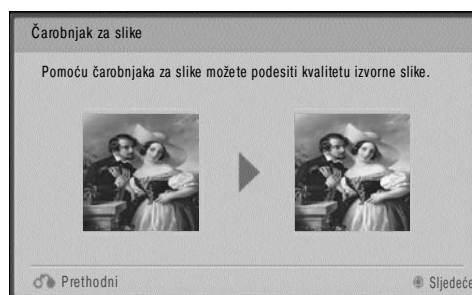 Čarobnjak za slike
Pomoću čarobnjaka za slike možete podesiti kvalitetu izvorne slike.
Prethodni
Sljedeće